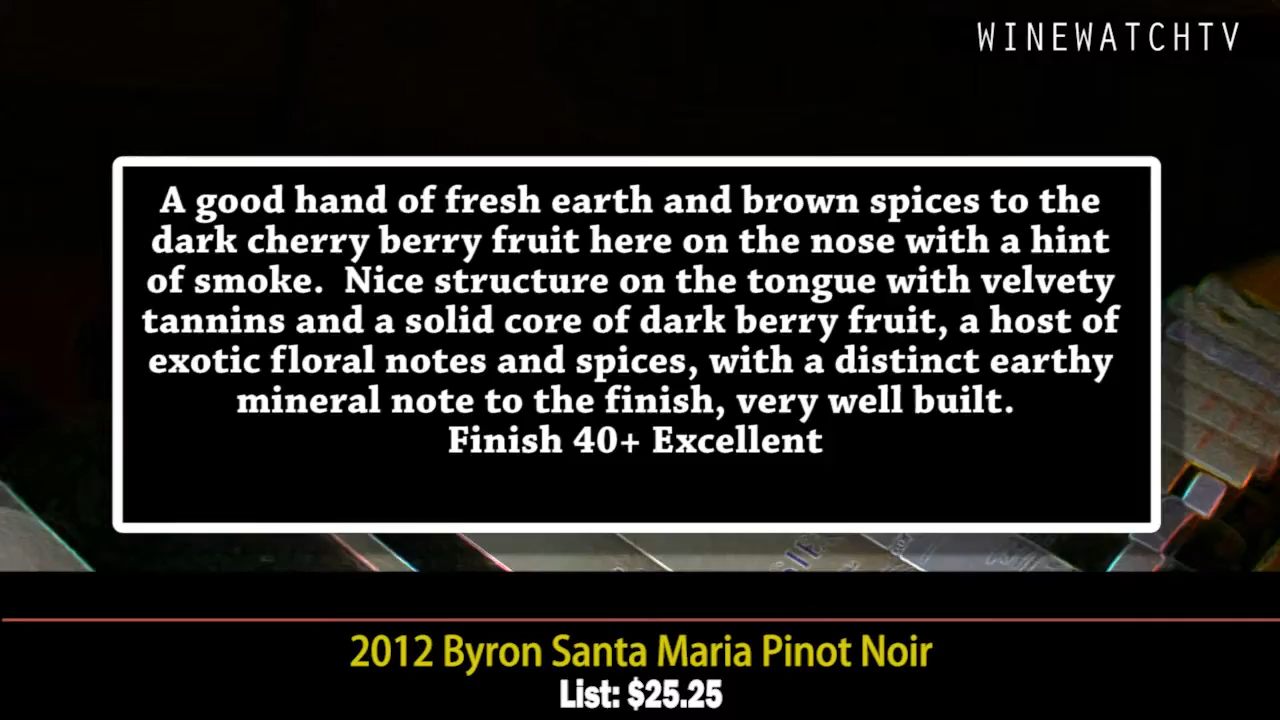 WINEWATCHTV
A good hand of fresh earth and brown spices to the
dark cherry berry fruit here on the nose with a hint
of smoke.  Nice structure on the tongue with velvety
tannins and a solid core of dark berry fruit, a host of
exotic floral notes and spices, with a distinct earthy
mineral note to the finish, very well built.
Finish 40+ Excellent
2012 Byron Santa Maria Pinot Noir
List: $25.25